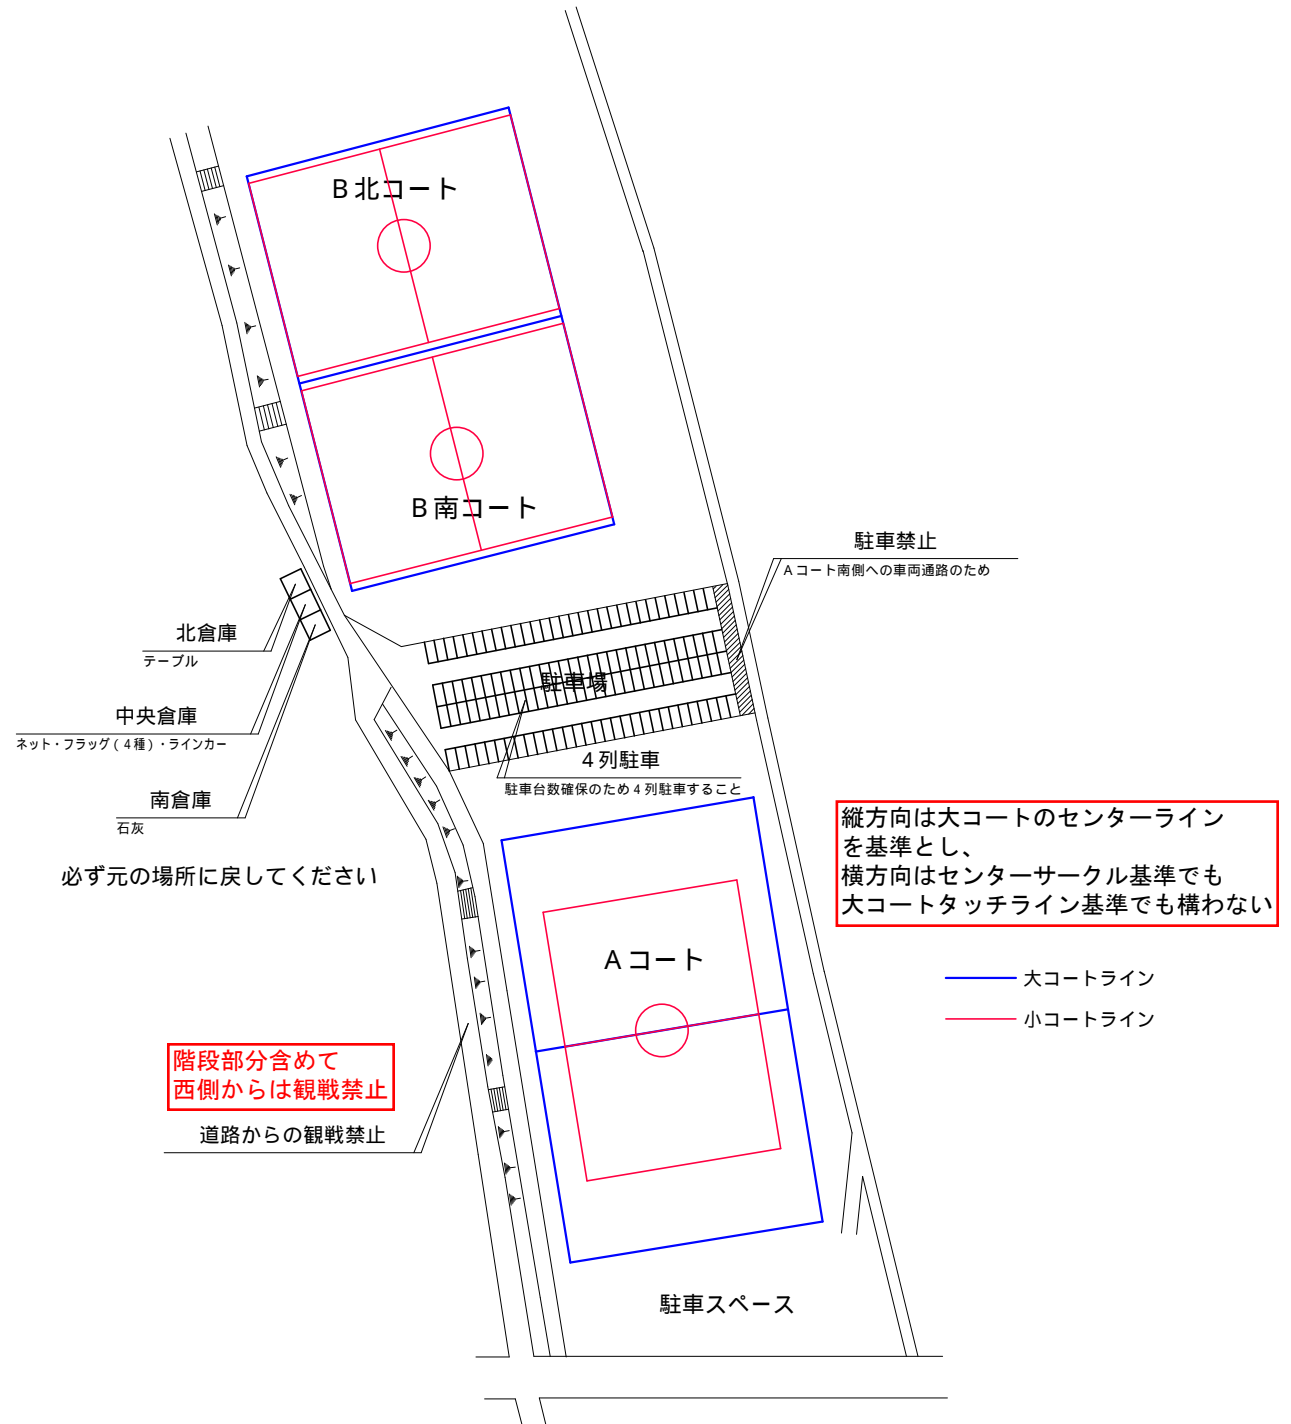 B北コート
B南コート
駐車禁止
Aコート南側への車両通路のため
北倉庫
テーブル
駐車場
中央倉庫
ネット・フラッグ(4種)・ラインカー
4列駐車
駐車台数確保のため4列駐車すること
南倉庫
石灰
必ず元の場所に戻してください
縦方向は大コートのセンターライン
を基準とし、
横方向はセンターサークル基準でも
大コートタッチライン基準でも構わない
Aコート
大コートライン
小コートライン
階段部分含めて
西側からは観戦禁止
道路からの観戦禁止
駐車スペース